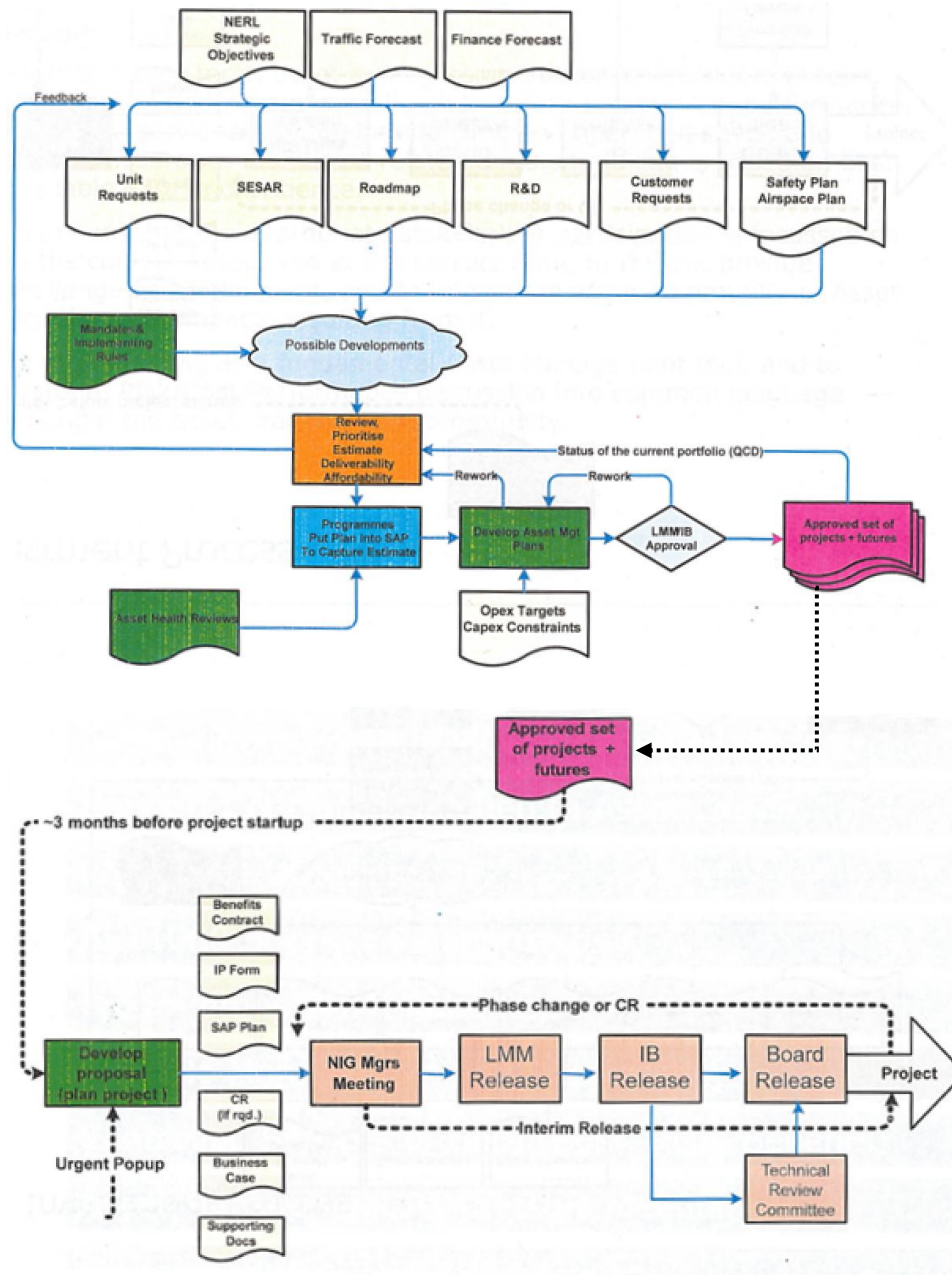 NERL
Strategic
Objectives
Traffic Forecast
Finance Forecast
Feedback
Unit
Requests
SESAR
Roadmap
R&D
Customer
Requests
Safety Plan
Airspace Plan
Mandates&
Implementing
Rules
Possible Developments
Review,
Prioritise
Estimate
Deliverability
Affordability
Status of the current portfolio (QCD)
Rework
Rework
Programmes
Put Plan into SAP
To Capture Estimate
Develop Asset Mgt
Plans
LMM/IB
Approval
Approved set of
projects + futures
Asset Health Reviews
Opex Targets
Capex Constraints
Approved set
of projects +
futures
~3 months before project startup
Benefits
Contract
IP Form
SAP Plan
Phase change or CR
Develop
proposal
(plan project )
NIG Mgrs
Meeting
LMM
Release
IB
Release
Board
Release
Project
CR
(if rqd.)
Interim Release
Urgent Popup
Business
Case
Technical
Review
Committee
Supporting
Docs